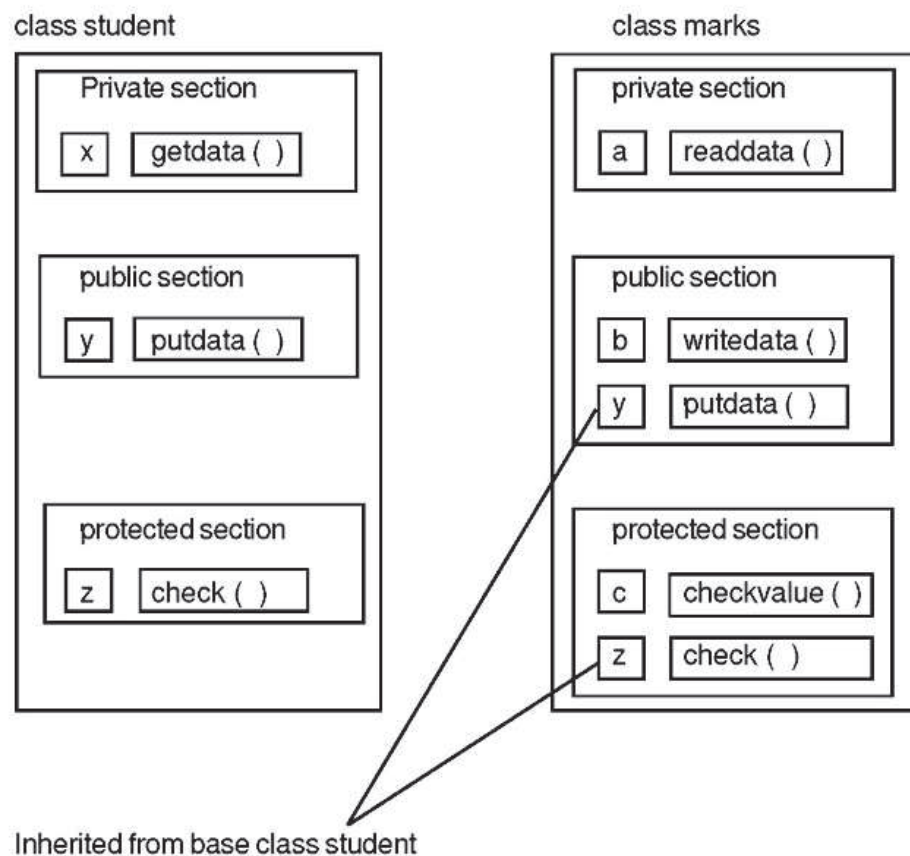 class student
Private section
x getdata ( )
public section
y putdata ( )
protected section
z check ( )
class marks
private section
a readdata ( )
public section
b writedata ( )
y putdata ( )
protected section
c checkvalue ( )
z check ( )
Inherited from base class student